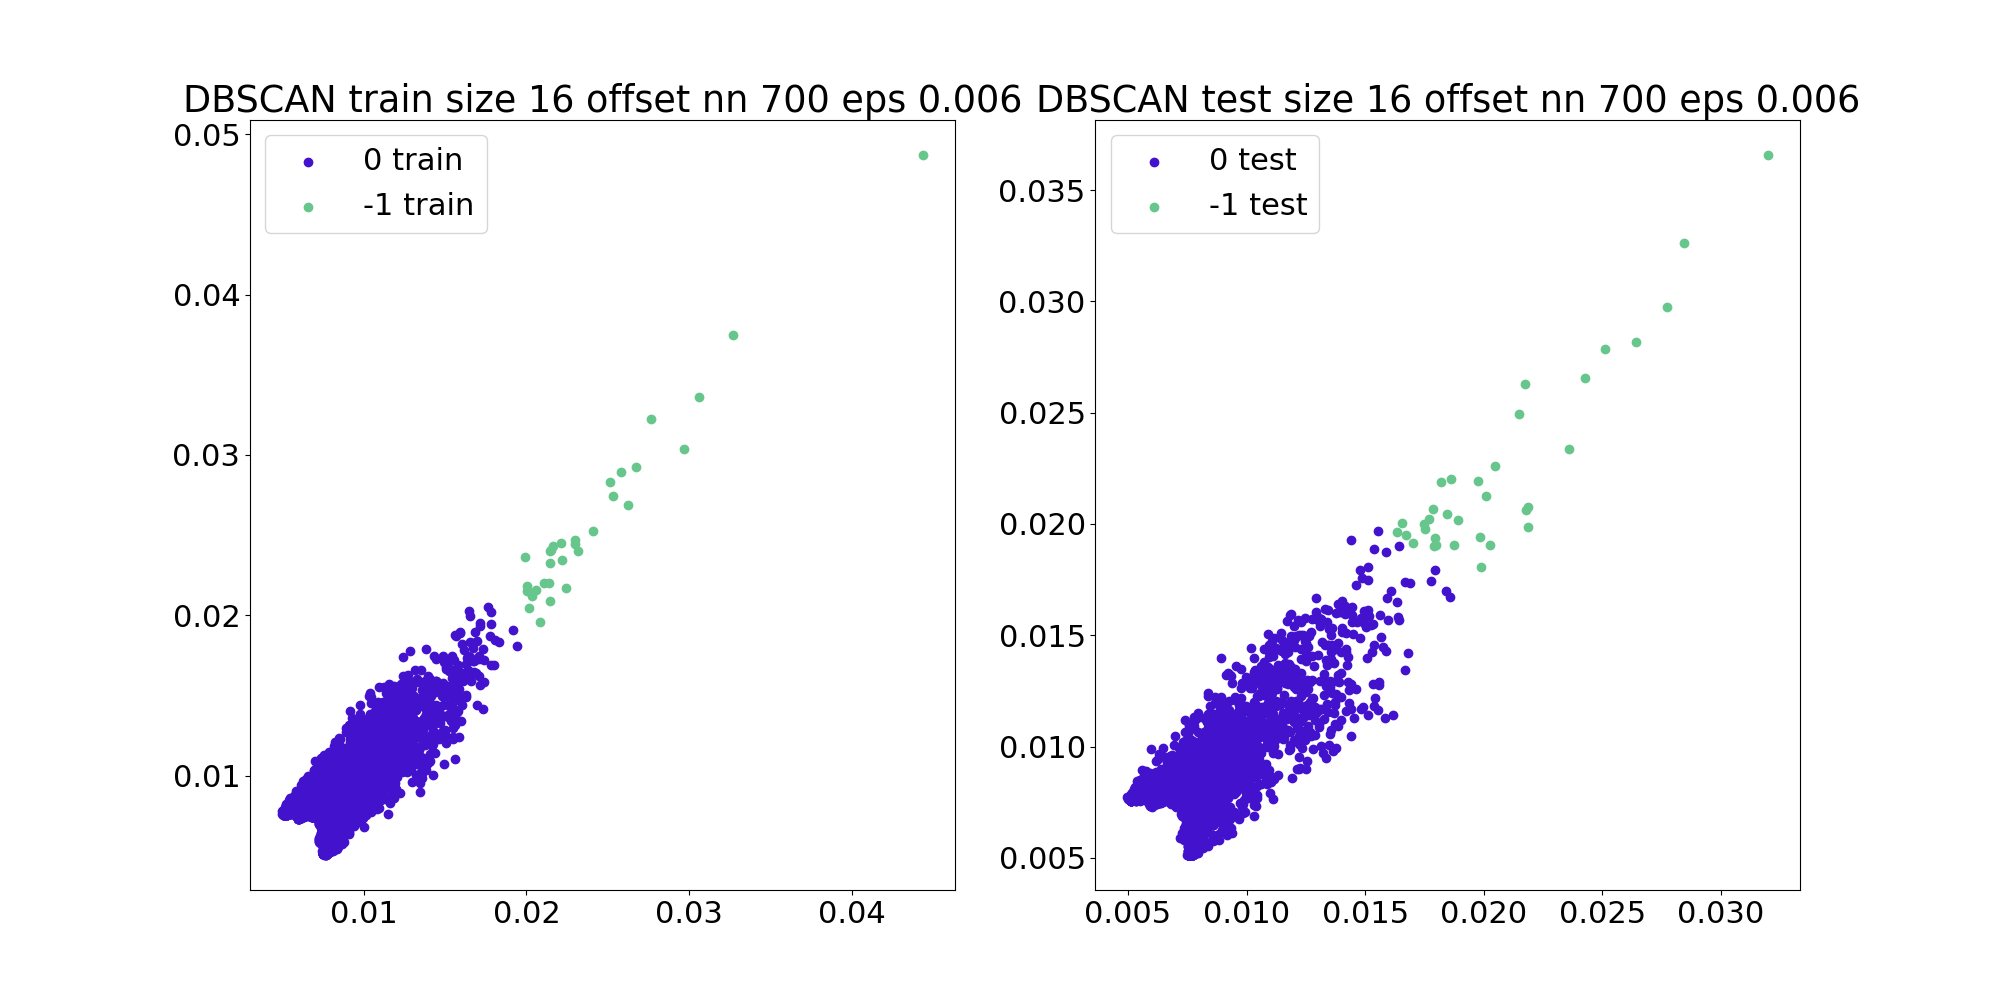 DBSCAN train size 16 offset nn 700 eps 0.006
0.05
0.04
0.03
0.02
0.01
0 train
-1 train
0.01 0.02 0.03 0.04
DBSCAN test size 16 offset nn 700 eps 0.006
0.035
0.030
0.025
0.020
0.015
0.010
0.005
0 test
-1 test
0.005 0.010 0.015 0.020 0.025 0.030